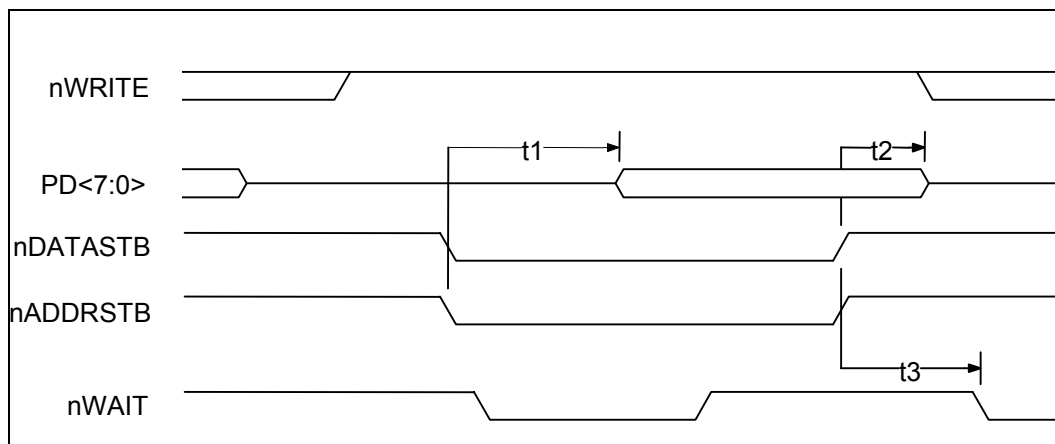 nWRITE
t1
t2
PD<7:0>
nDATASTB
nADDRSTB
t3
nWAIT